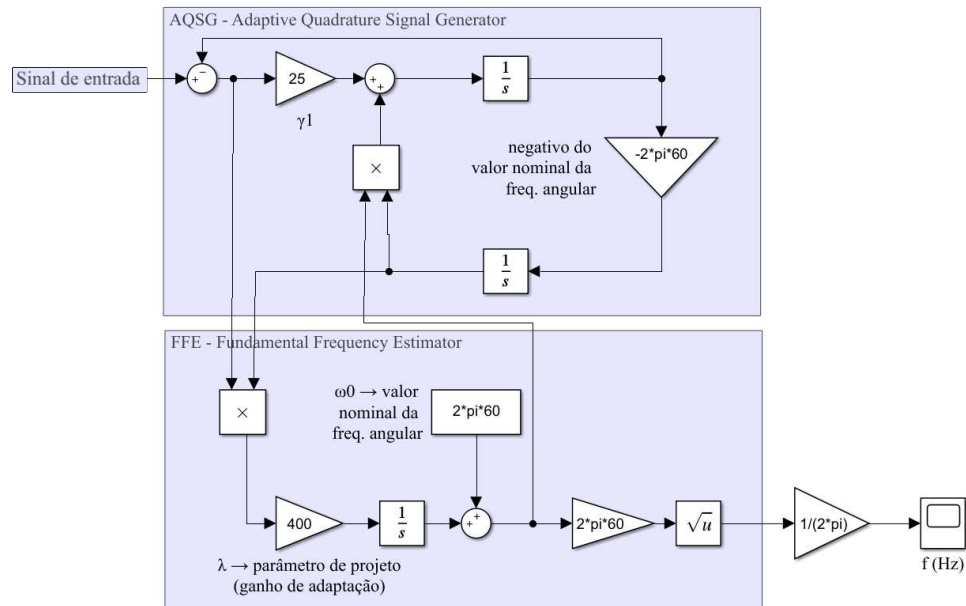 AQSG - Adaptive Quadrature Signal Generator
Sinal de entrada
+
−
25
γ1
+
+
1
s
-2*pi*60
negativo do
valor nominal da
freq. angular
×
1
s
FFE - Fundamental Frequency Estimator
×
ω0 → valor
nominal da
freq. angular
2*pi*60
400
λ → parâmetro de projeto
(ganho de adaptação)
1
s
+
+
2*pi*60
√u
1/(2*pi)
f (Hz)